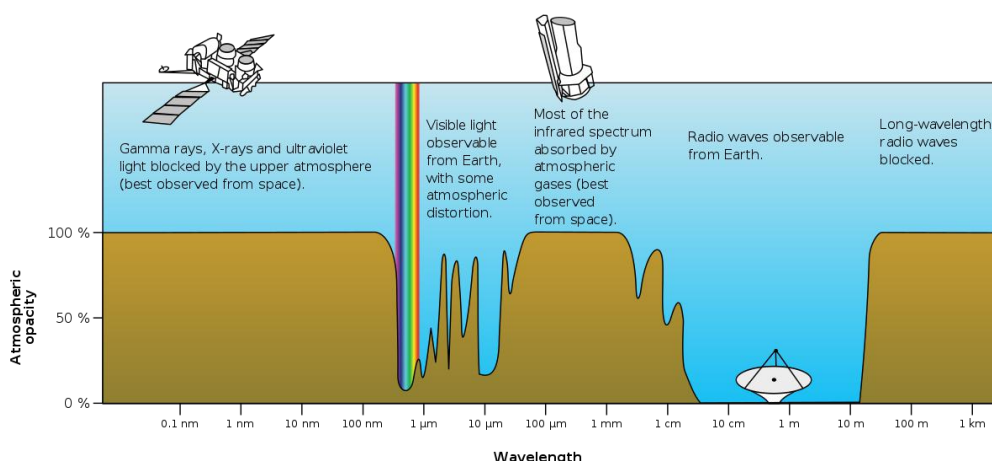 Gamma rays, X-rays and ultraviolet
light blocked by the upper atmosphere
(best observed from space).
Visible light
observable
from Earth,
with some
atmospheric
distortion.
Most of the
infrared spectrum
absorbed by
atmospheric
gases (best
observed
from space).
Radio waves observable
from Earth.
Long-wavelength
radio waves
blocked.
Atmospheric
opacity
100 %
50 %
0 %
0.1 nm
1 nm
10 nm
100 nm
1 μm
10 μm
100 μm
1 mm
1 cm
10 cm
1 m
10 m
100 m
1 km
Wavelength